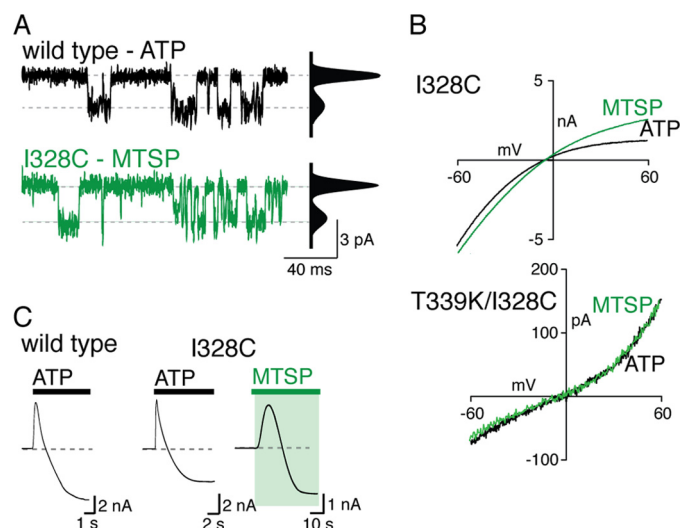 A
wild type - ATP
I328C - MTSP
3 pA
40 ms
B
I328C
5
nA
MTSP
ATP
mV
-60
60
-5
200
T339K/I328C
MTSP
pA
100
ATP
mV
-60
60
-100
C
wild type
I328C
ATP
ATP
MTSP
2 nA
1 s
2 nA
2 s
1 nA
10 s